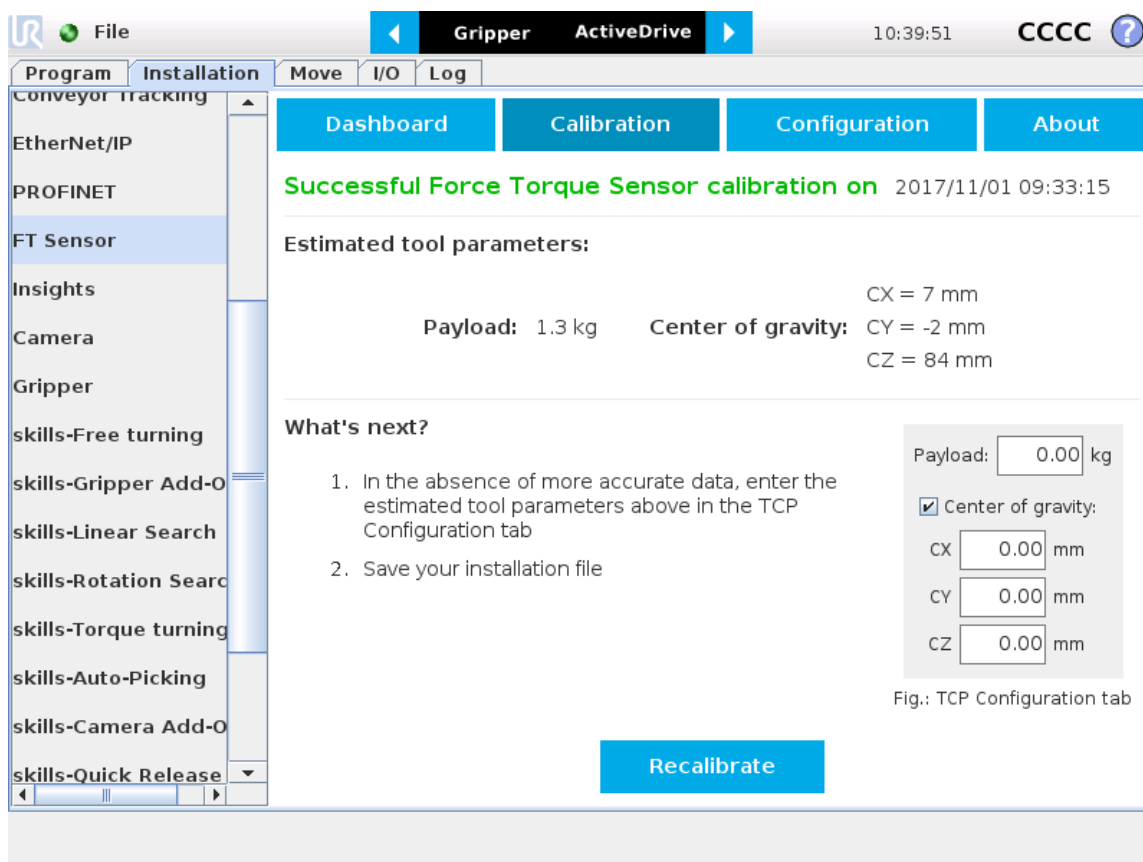 UR File Gripper ActiveDrive 10:39:51 CCCC ?
Program Installation Move I/O Log
Conveyor Tracking
EtherNet/IP
PROFINET
FT Sensor
Insights
Camera
Gripper
skills-Free turning
skills-Gripper Add-O
skills-Linear Search
skills-Rotation Searc
skills-Torque turning
skills-Auto-Picking
skills-Camera Add-O
skills-Quick Release
Dashboard Calibration Configuration About
Successful Force Torque Sensor calibration on 2017/11/01 09:33:15
Estimated tool parameters:
Payload: 1.3 kg Center of gravity:
CX = 7 mm
CY = -2 mm
CZ = 84 mm
What's next?
1. In the absence of more accurate data, enter the
estimated tool parameters above in the TCP
Configuration tab
2. Save your installation file
Payload: 0.00 kg
Center of gravity:
CX 0.00 mm
CY 0.00 mm
CZ 0.00 mm
Fig.: TCP Configuration tab
Recalibrate